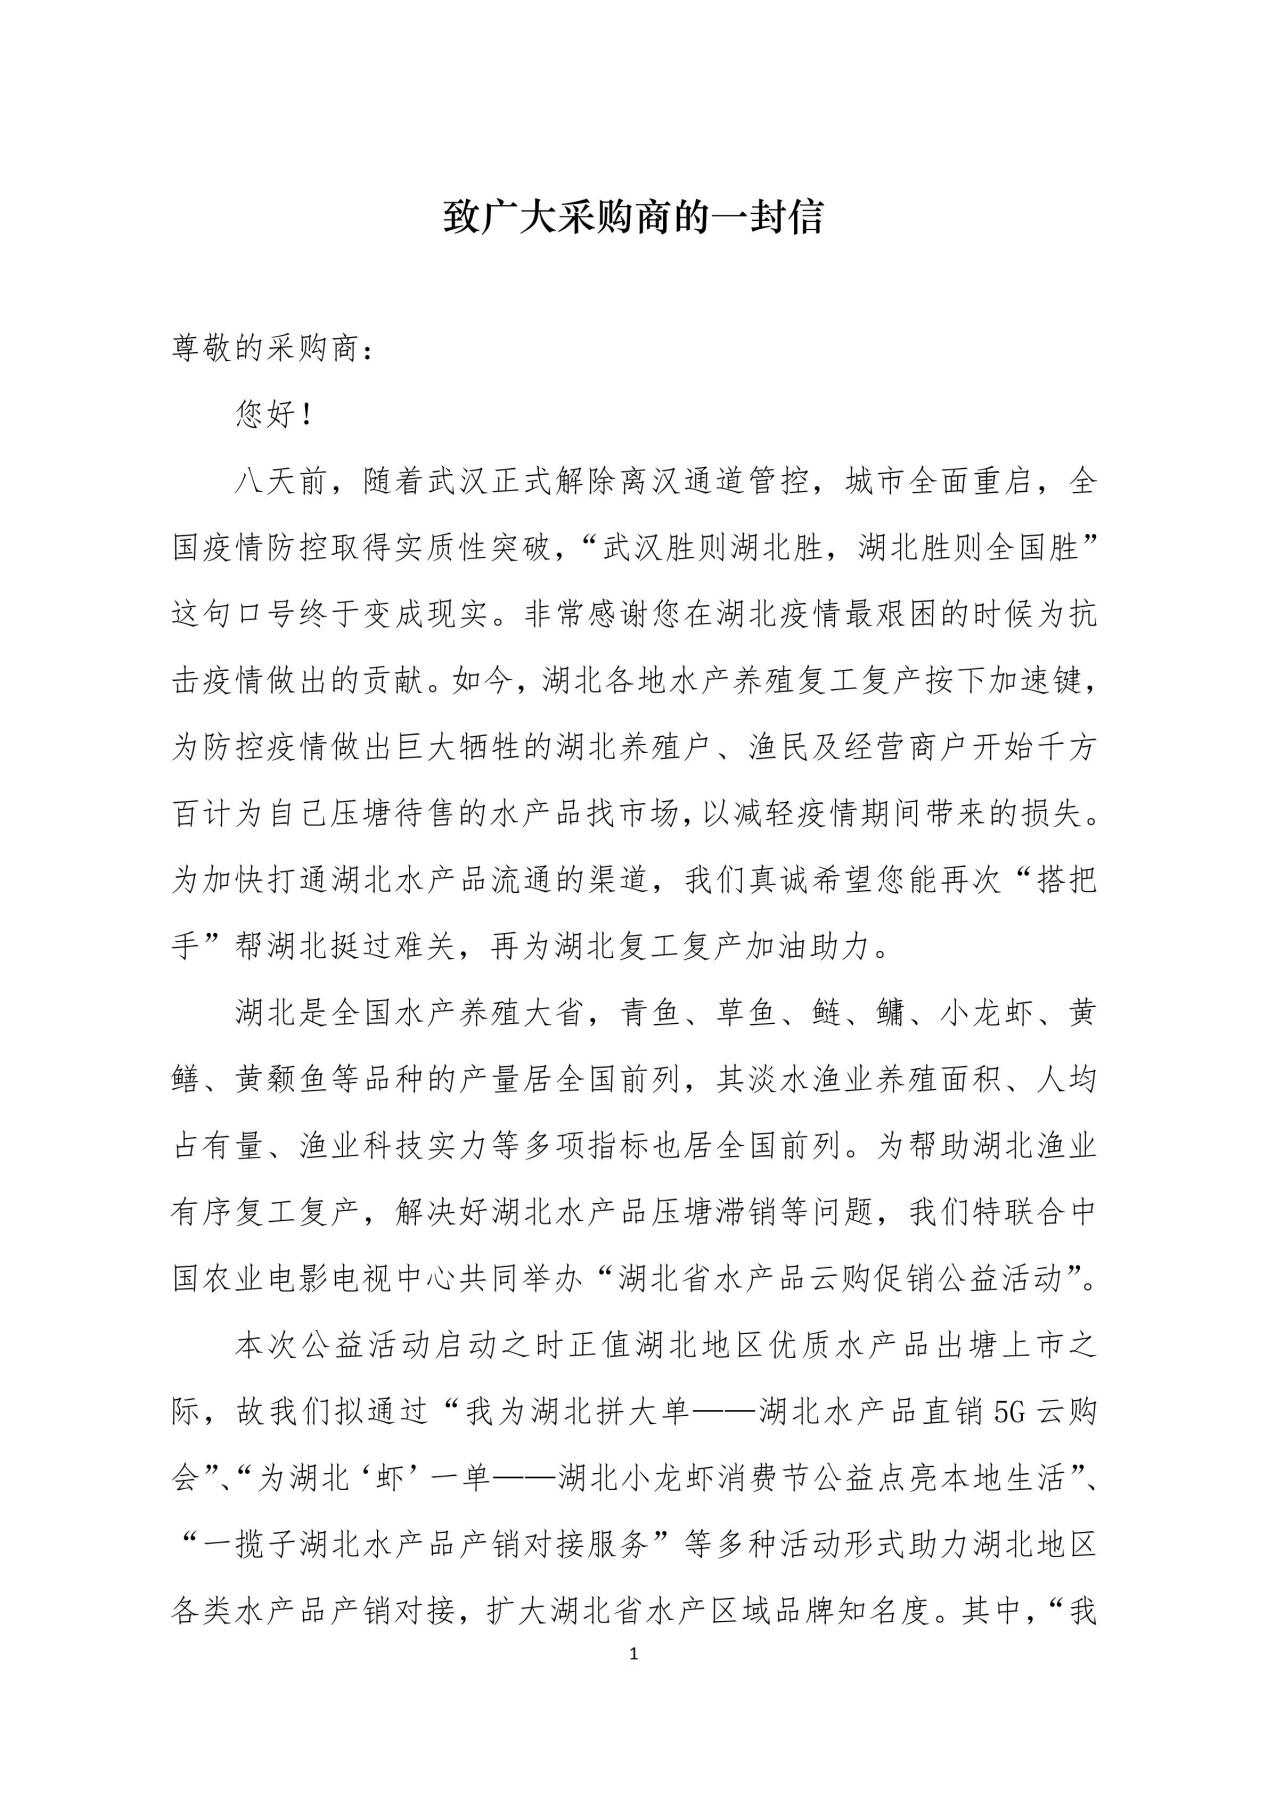 致广大采购商的一封信
尊敬的采购商：
您好！
八天前，随着武汉正式解除离汉通道管控，城市全面重启，全
国疫情防控取得实质性突破，“武汉胜则湖北胜，湖北胜则全国胜”
这句口号终于变成现实。非常感谢您在湖北疫情最艰困的时候为抗
击疫情做出的贡献。如今，湖北各地水产养殖复工复产按下加速键，
为防控疫情做出巨大牺牲的湖北养殖户、渔民及经营商户开始千方
百计为自己压塘待售的水产品找市场，以减轻疫情期间带来的损失。
为加快打通湖北水产品流通的渠道，我们真诚希望您能再次“搭把
手”帮湖北挺过难关，再为湖北复工复产加油助力。
湖北是全国水产养殖大省，青鱼、草鱼、鲢、鳙、小龙虾、黄
鳝、黄颡鱼等品种的产量居全国前列，其淡水渔业养殖面积、人均
占有量、渔业科技实力等多项指标也居全国前列。为帮助湖北渔业
有序复工复产，解决好湖北水产品压塘滞销等问题，我们特联合中
国农业电影电视中心共同举办“湖北省水产品云购促销公益活动”。
本次公益活动启动之时正值湖北地区优质水产品出塘上市之
际，故我们拟通过“我为湖北拼大单——湖北水产品直销 5G 云购
会”、“为湖北‘虾’一单——湖北小龙虾消费节公益点亮本地生活”、
“一揽子湖北水产品产销对接服务”等多种活动形式助力湖北地区
各类水产品产销对接，扩大湖北省水产区域品牌知名度。其中，“我
1